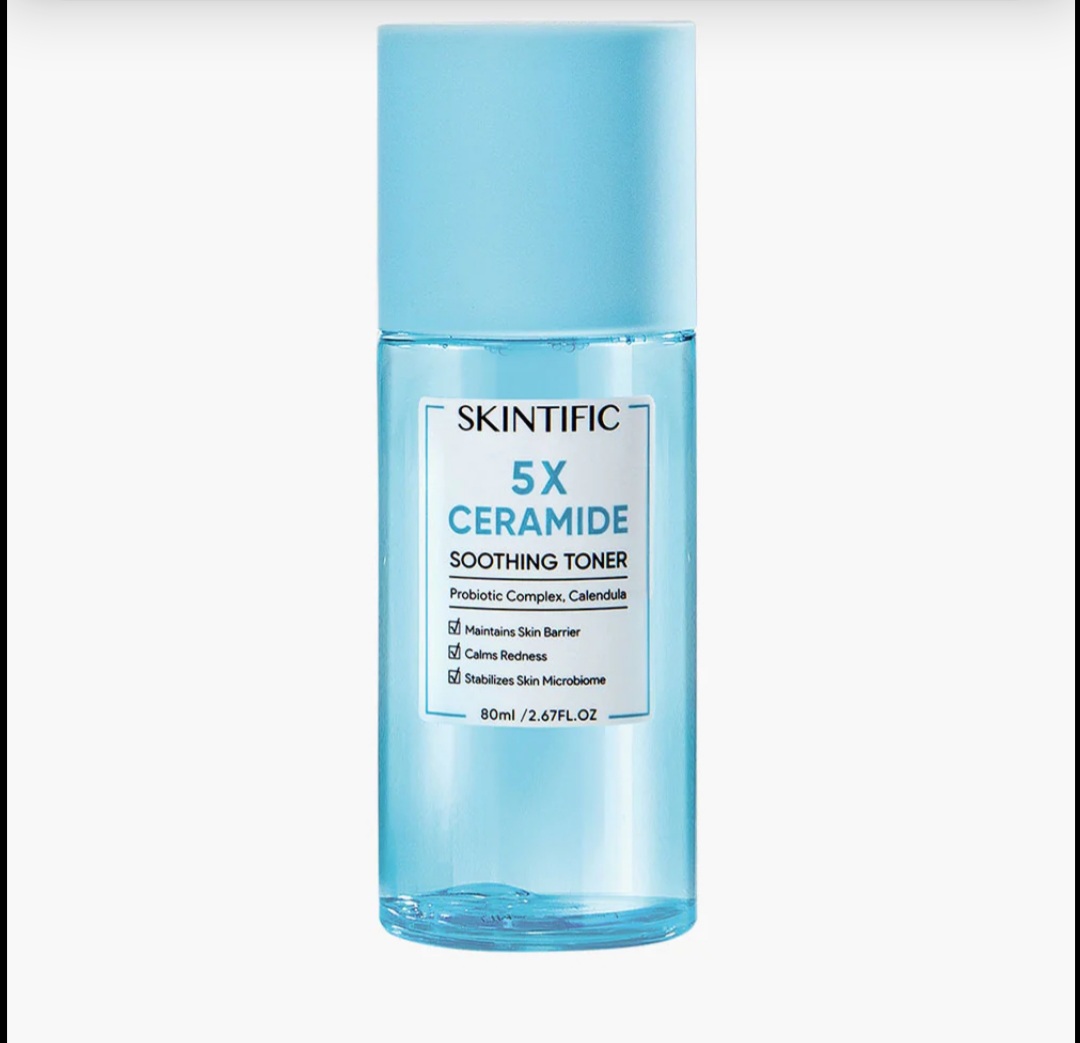 SKINTIFIC
5X
CERAMIDE
SOOTHING TONER
Probiotic Complex, Calendula
Maintains Skin Barrier
Calms Redness
Stabilizes Skin Microbiome
80ml /2.67FL.OZ